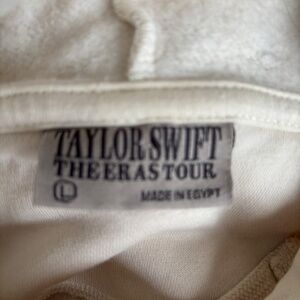 TAYLOR SWIFT
THE ERAS TOUR
L
MADE IN EGYPT